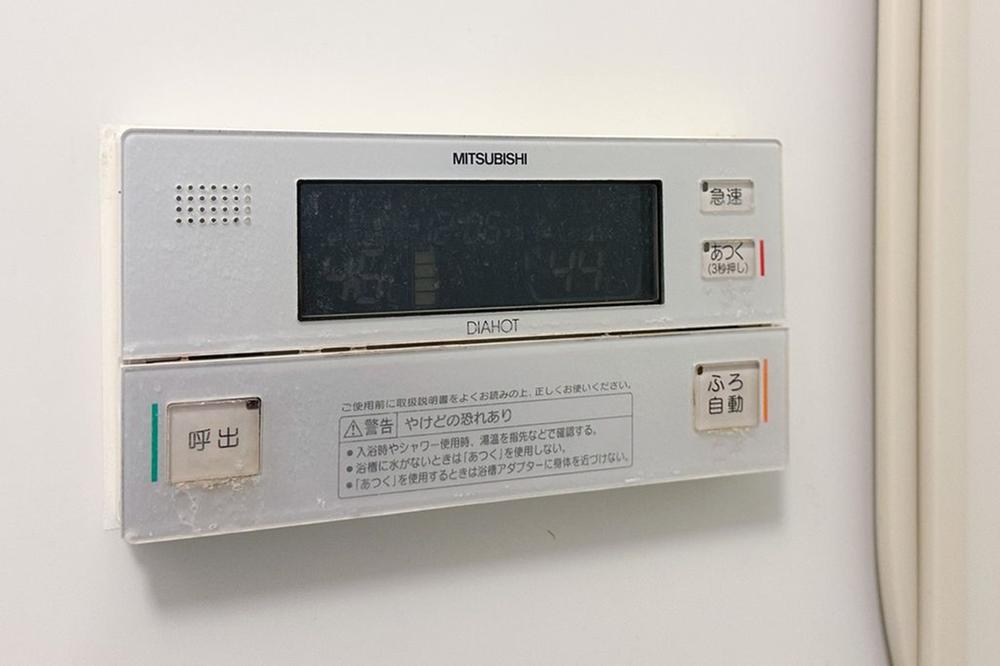 MITSUBISHI
急速
あつく
(3秒押し)
44
DIAHOT
ご使用前に取扱説明書をよくお読みの上、正しくお使いください。
⚠警告 やけどの恐れあり
●入浴時やシャワー使用時、湯温を指先などで確認する。
●浴槽に水がないときは「あつく」を使用しない。
●「あつく」を使用するときは浴槽アダプターに身体を近づけない。
呼出
ふろ
自動